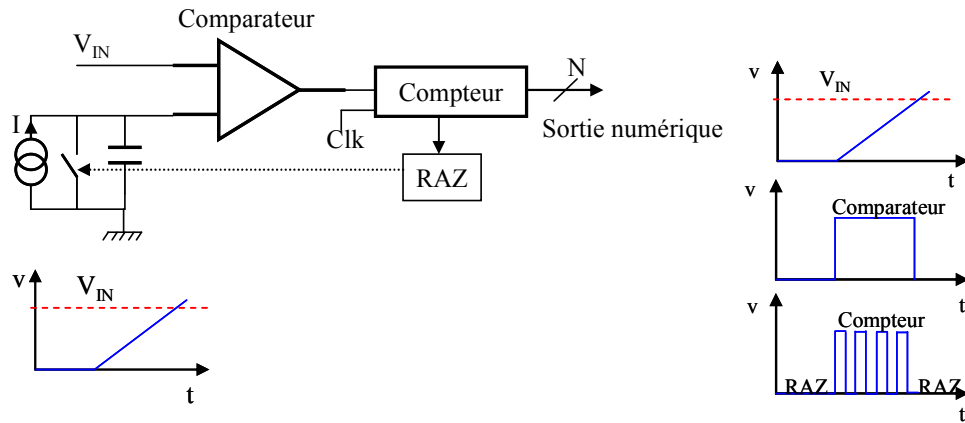 Comparateur
V_IN
I
Compteur
N
Clk
Sortie numérique
RAZ
v
V_IN
t
v
V_IN
t
v
Comparateur
t
v
Compteur
RAZ
RAZ
t